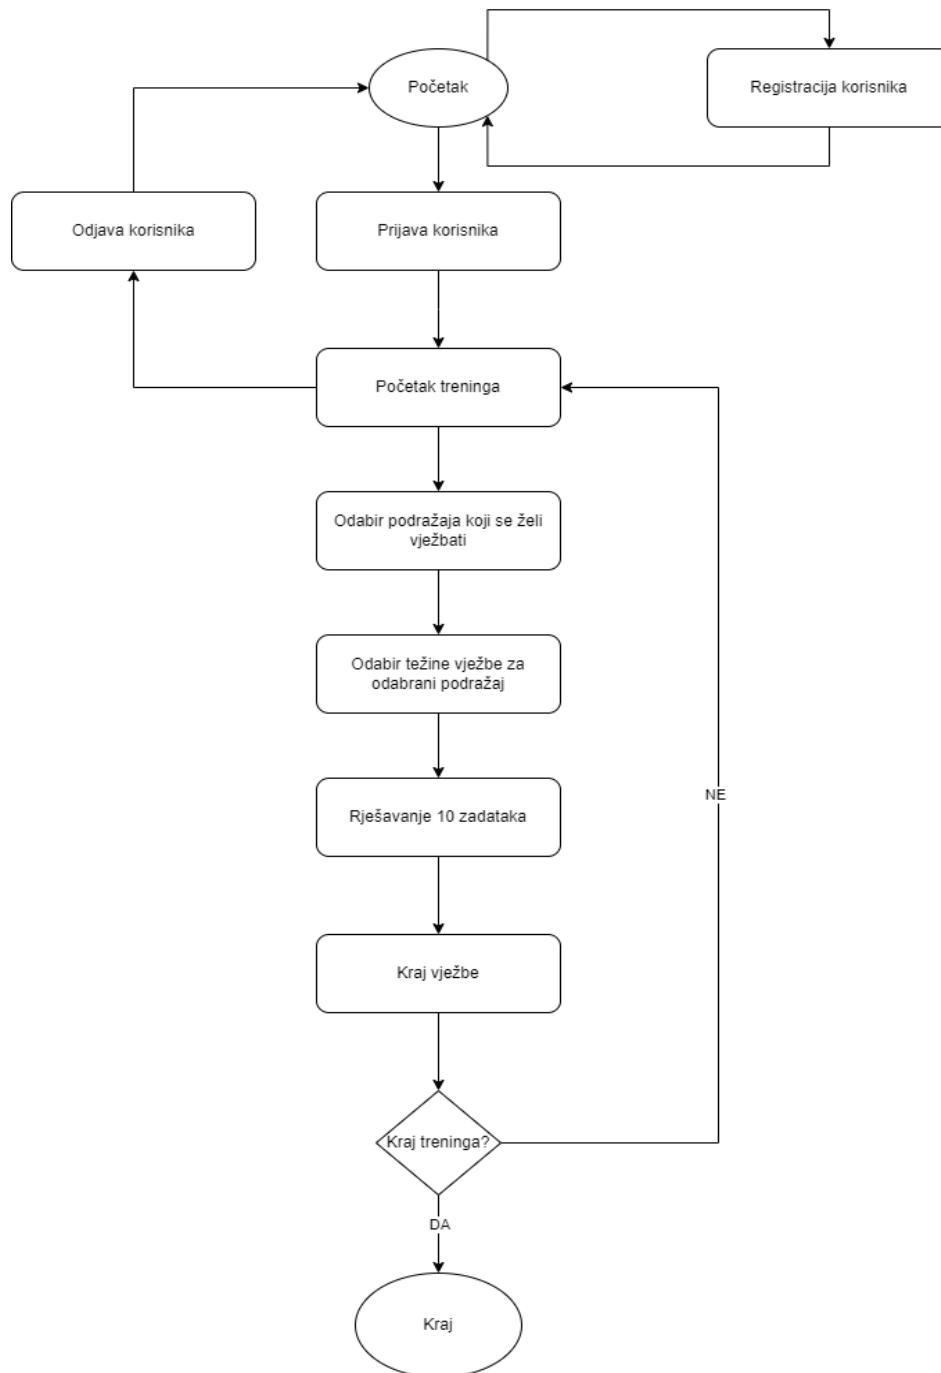 Početak
Registracija korisnika
Odjava korisnika
Prijava korisnika
Početak treninga
Odabir podražaja koji se želi
vježbati
Odabir težine vježbe za
odabrani podražaj
Rješavanje 10 zadataka
NE
Kraj vježbe
Kraj treninga?
DA
Kraj